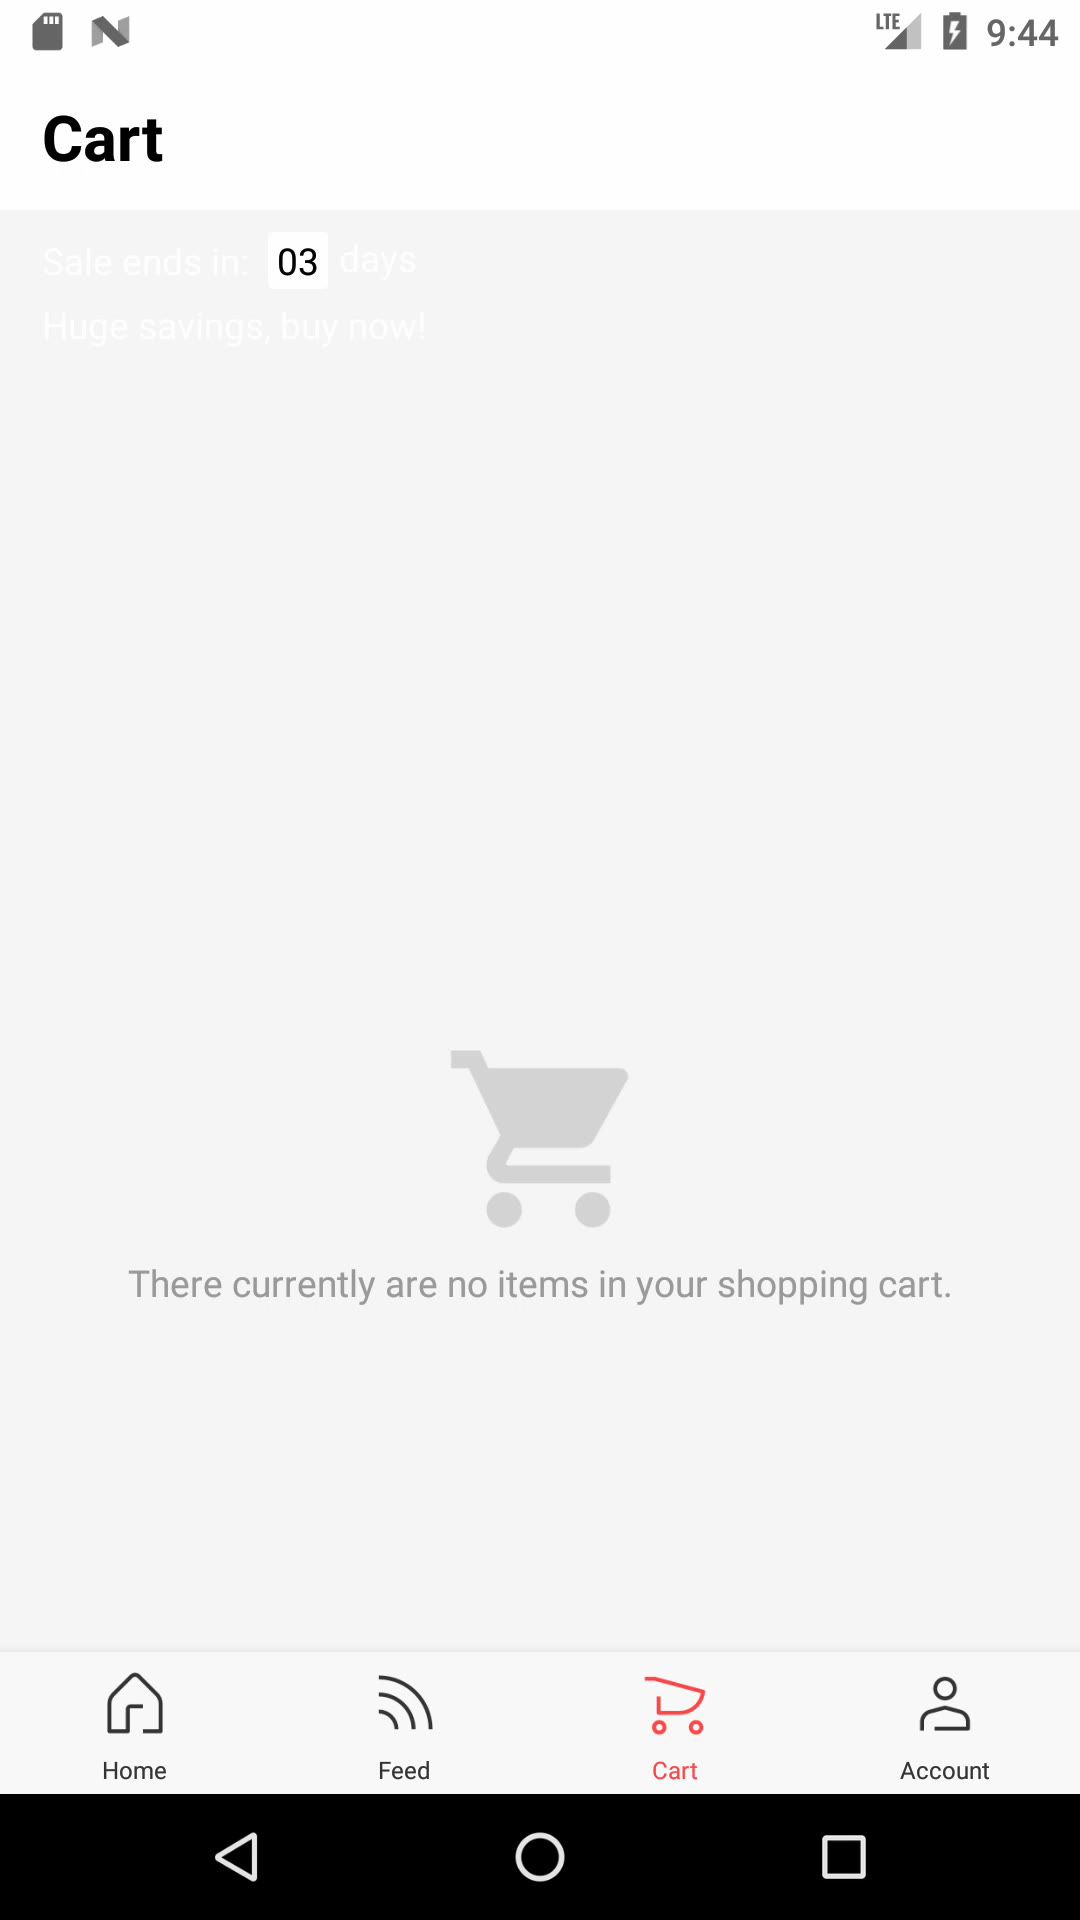 LTE 9:44
Cart
Sale ends in: 03 days
Huge savings, buy now!
There currently are no items in your shopping cart.
Home Feed Cart Account